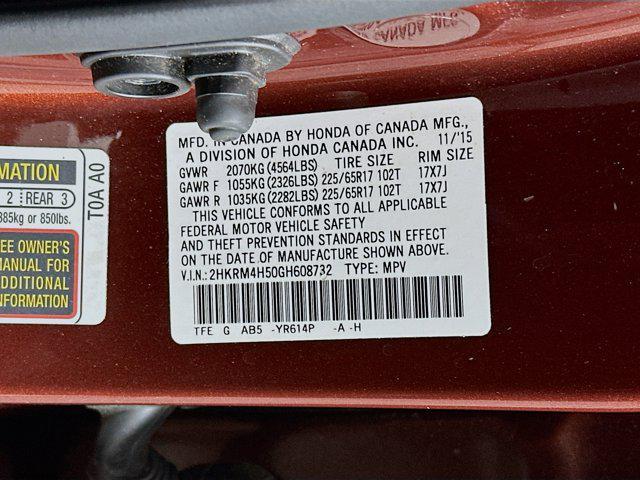 CANADA MFG
MFD. IN CANADA BY HONDA OF CANADA MFG.,
A DIVISION OF HONDA CANADA INC. 11/'15
GVWR 2070KG(4564LBS) TIRE SIZE RIM SIZE
GAWR F 1055KG(2326LBS) 225/65R17 102T 17X7J
GAWR R 1035KG(2282LBS) 225/65R17 102T 17X7J
THIS VEHICLE CONFORMS TO ALL APPLICABLE
FEDERAL MOTOR VEHICLE SAFETY
AND THEFT PREVENTION STANDARDS IN EFFECT
ON THE DATE OF MANUFACTURE SHOWN ABOVE.
V.I.N.:2HKRM4H50GH608732 TYPE: MPV
TFE G AB5 -YR614P -A -H
MATION
2 REAR 3
385kg or 850lbs.
EE OWNER'S
MANUAL FOR
ADDITIONAL
INFORMATION
T0A A0